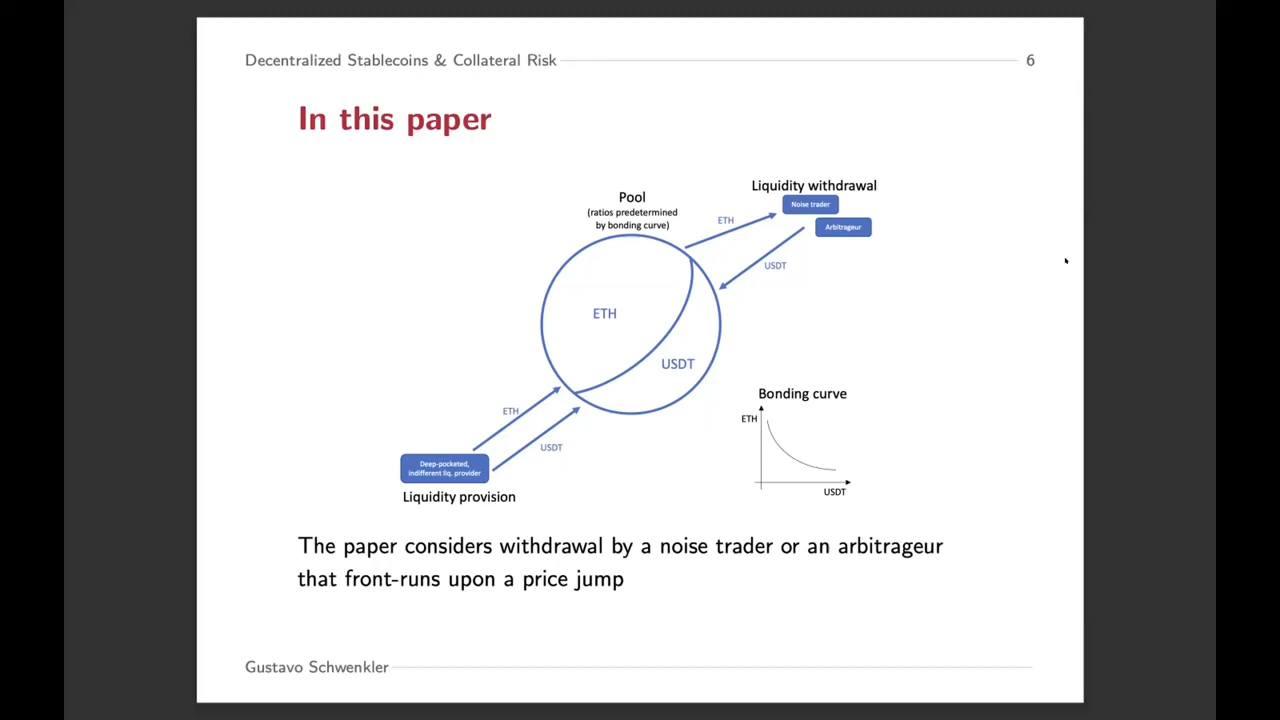 Decentralized Stablecoins & Collateral Risk 6
In this paper
Liquidity withdrawal
Pool
(ratios predetermined
by bonding curve)
Noise trader
Arbitrageur
ETH
USDT
ETH
USDT
Bonding curve
ETH
USDT
ETH
USDT
Deep-pocketed,
indifferent liq. provider
Liquidity provision
The paper considers withdrawal by a noise trader or an arbitrageur
that front-runs upon a price jump
Gustavo Schwenkler